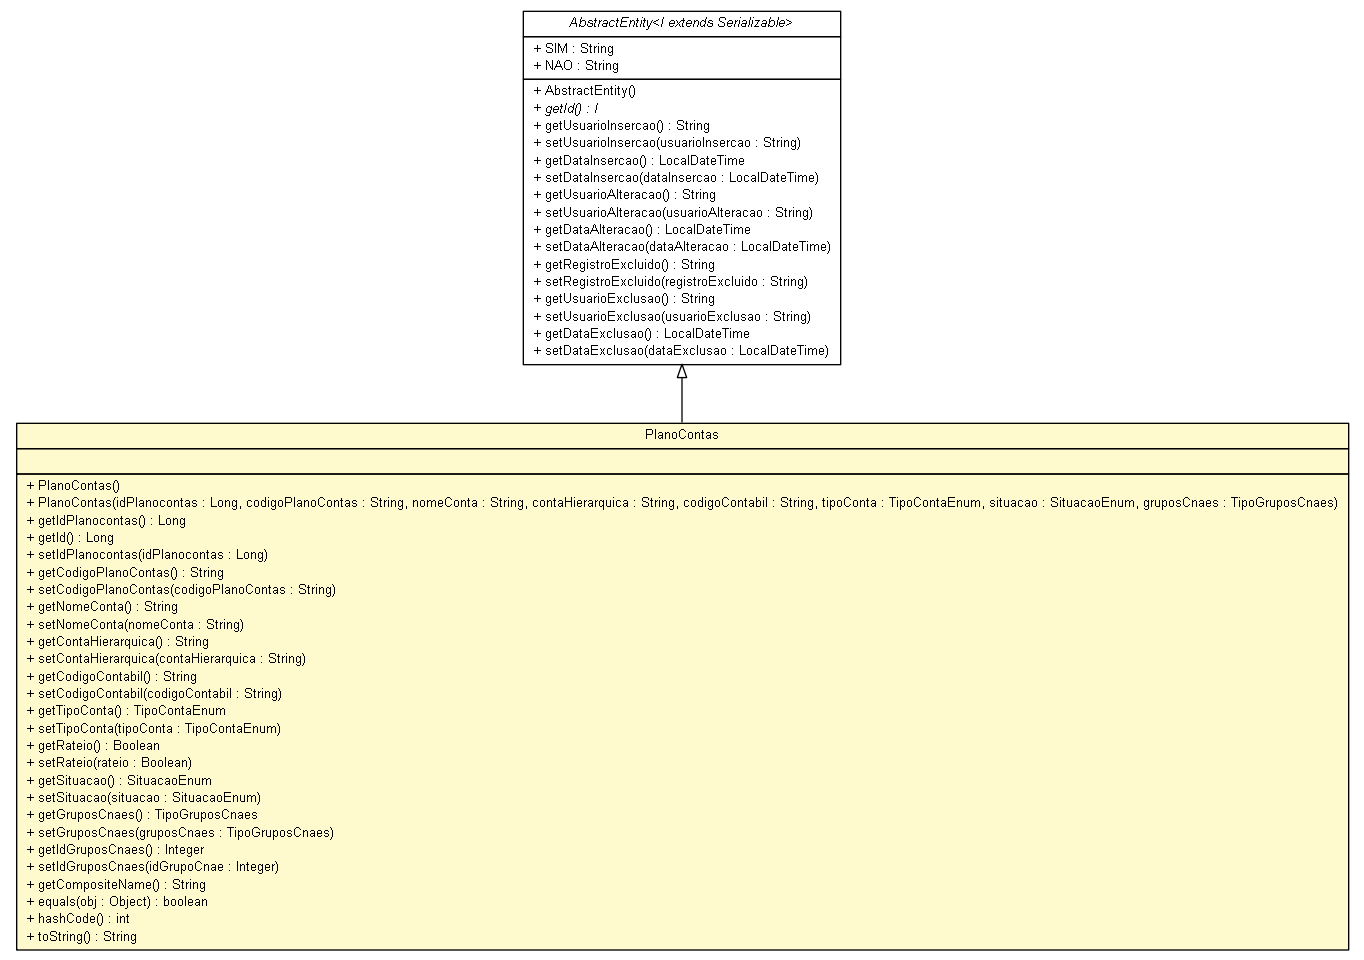 AbstractEntity<I extends Serializable>
+ SIM : String
+ NAO : String
+ AbstractEntity()
+ getId() : I
+ getUsuarioInsercao() : String
+ setUsuarioInsercao(usuarioInsercao : String)
+ getDataInsercao() : LocalDateTime
+ setDataInsercao(dataInsercao : LocalDateTime)
+ getUsuarioAlteracao() : String
+ setUsuarioAlteracao(usuarioAlteracao : String)
+ getDataAlteracao() : LocalDateTime
+ setDataAlteracao(dataAlteracao : LocalDateTime)
+ getRegistroExcluido() : String
+ setRegistroExcluido(registroExcluido : String)
+ getUsuarioExclusao() : String
+ setUsuarioExclusao(usuarioExclusao : String)
+ getDataExclusao() : LocalDateTime
+ setDataExclusao(dataExclusao : LocalDateTime)
PlanoContas
+ PlanoContas()
+ PlanoContas(idPlanocontas : Long, codigoPlanoContas : String, nomeConta : String, contaHierarquica : String, codigoContabil : String, tipoConta : TipoContaEnum, situacao : SituacaoEnum, gruposCnaes : TipoGruposCnaes)
+ getIdPlanocontas() : Long
+ getId() : Long
+ setIdPlanocontas(idPlanocontas : Long)
+ getCodigoPlanoContas() : String
+ setCodigoPlanoContas(codigoPlanoContas : String)
+ getNomeConta() : String
+ setNomeConta(nomeConta : String)
+ getContaHierarquica() : String
+ setContaHierarquica(contaHierarquica : String)
+ getCodigoContabil() : String
+ setCodigoContabil(codigoContabil : String)
+ getTipoConta() : TipoContaEnum
+ setTipoConta(tipoConta : TipoContaEnum)
+ getRateio() : Boolean
+ setRateio(rateio : Boolean)
+ getSituacao() : SituacaoEnum
+ setSituacao(situacao : SituacaoEnum)
+ getGruposCnaes() : TipoGruposCnaes
+ setGruposCnaes(gruposCnaes : TipoGruposCnaes)
+ getIdGruposCnaes() : Integer
+ setIdGruposCnaes(idGrupoCnae : Integer)
+ getCompositeName() : String
+ equals(obj : Object) : boolean
+ hashCode() : int
+ toString() : String